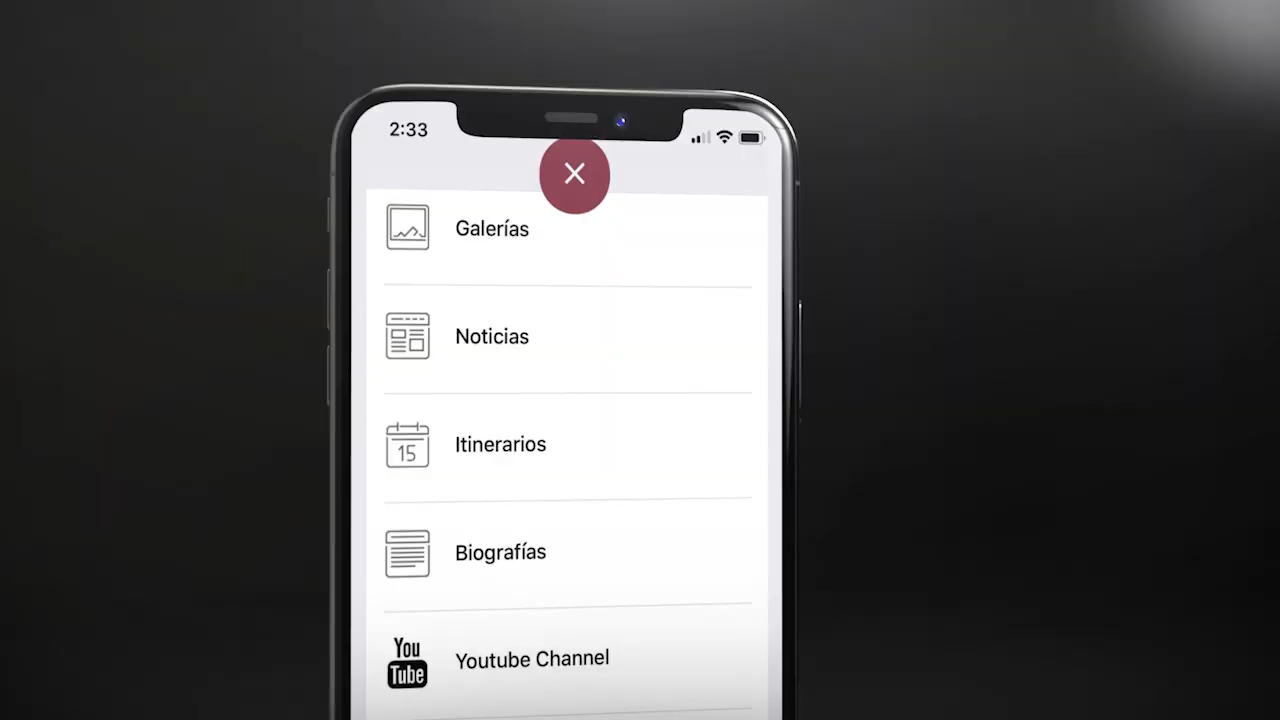 2:33
Galerías
Noticias
15
Itinerarios
Biografías
You
Tube
Youtube Channel